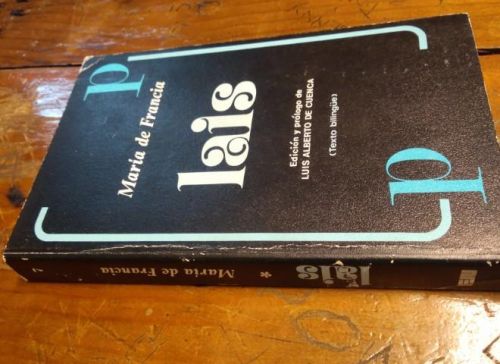 p
María de Francia
lais
Edición y prólogo de
LUIS ALBERTO DE CUENCA
(Texto bilingüe)
p
María de Francia * lais